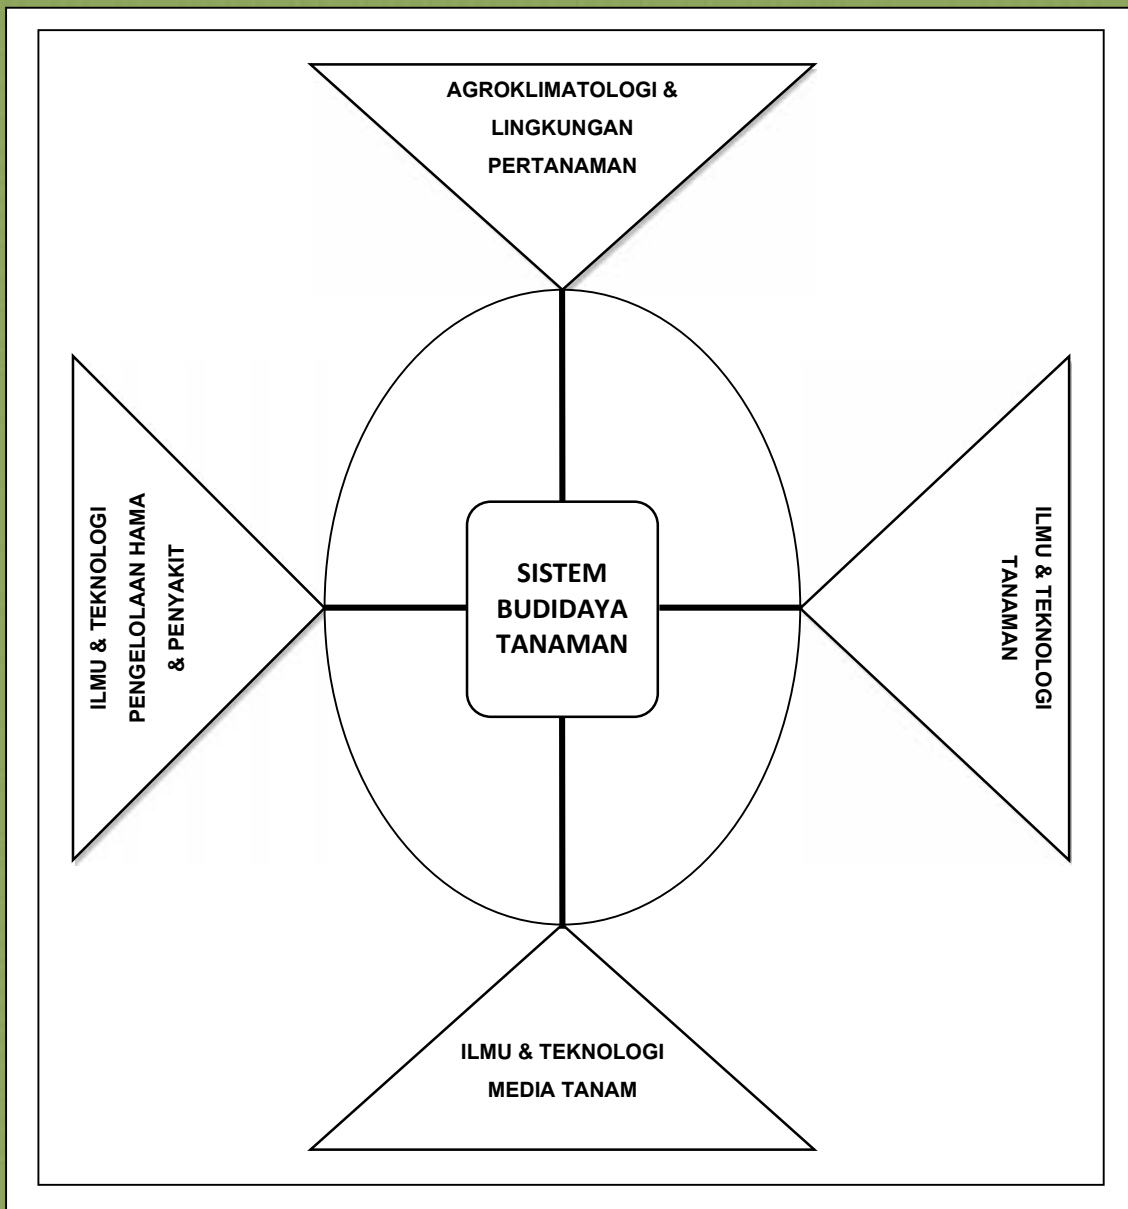 AGROKLIMATOLOGI &
LINGKUNGAN
PERTANAMAN
ILMU & TEKNOLOGI
PENGELOLAAN HAMA
& PENYAKIT
SISTEM
BUDIDAYA
TANAMAN
ILMU & TEKNOLOGI
TANAMAN
ILMU & TEKNOLOGI
MEDIA TANAM